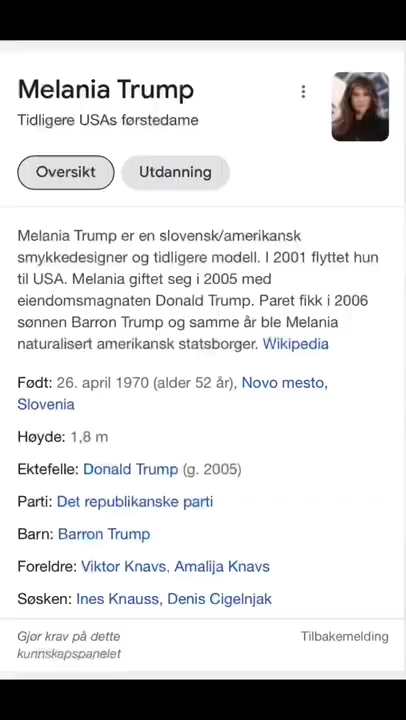 Melania Trump
Tidligere USAs førstedame
Oversikt
Utdanning
Melania Trump er en slovensk/amerikansk
smykkedesigner og tidligere modell. I 2001 flyttet hun
til USA. Melania giftet seg i 2005 med
eiendomsmagnaten Donald Trump. Paret fikk i 2006
sønnen Barron Trump og samme år ble Melania
naturalisert amerikansk statsborger. Wikipedia
Født: 26. april 1970 (alder 52 år), Novo mesto,
Slovenia
Høyde: 1,8 m
Ektefelle: Donald Trump (g. 2005)
Parti: Det republikanske parti
Barn: Barron Trump
Foreldre: Viktor Knavs, Amalija Knavs
Søsken: Ines Knauss, Denis Cigelnjak
Gjør krav på dette
kunnskapspanelet
Tilbakemelding